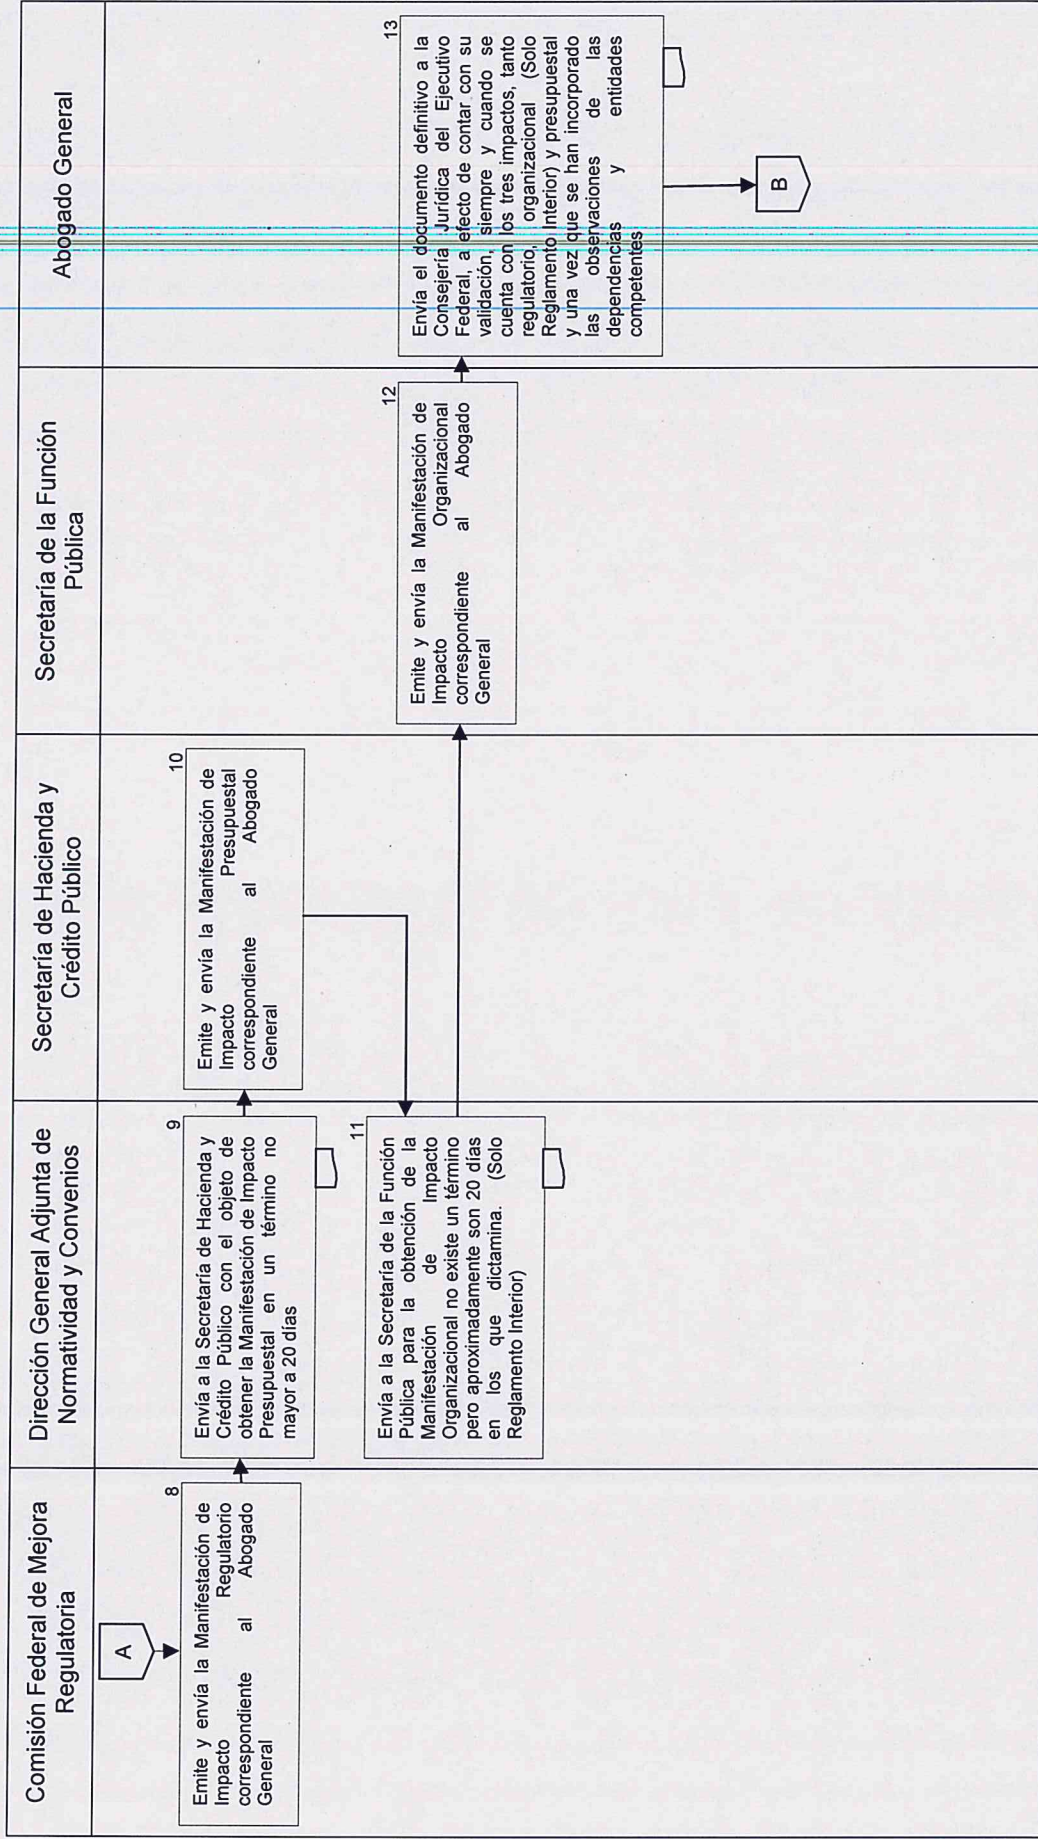 Comisión Federal de Mejora
Regulatoria
Dirección General Adjunta de
Normatividad y Convenios
Secretaría de Hacienda y
Crédito Público
Secretaría de la Función
Pública
Abogado General
A
8
Emite y envía la Manifestación de
Impacto Regulatorio
correspondiente al Abogado
General
9
Envía a la Secretaría de Hacienda y
Crédito Público con el objeto de
obtener la Manifestación de Impacto
Presupuestal en un término no
mayor a 20 días
10
Emite y envía la Manifestación de
Impacto Presupuestal
correspondiente al Abogado
General
11
Envía a la Secretaría de la Función
Pública para la obtención de la
Manifestación de Impacto
Organizacional no existe un término
pero aproximadamente son 20 días
en los que dictamina. (Solo
Reglamento Interior)
12
Emite y envía la Manifestación de
Impacto Organizacional
correspondiente al Abogado
General
13
Envía el documento definitivo a la
Consejería Jurídica del Ejecutivo
Federal, a efecto de contar con su
validación, siempre y cuando se
cuenta con los tres impactos, tanto
regulatorio, organizacional (Solo
Reglamento Interior) y presupuestal
y una vez que se han incorporado
las observaciones de las
dependencias y entidades
competentes
B